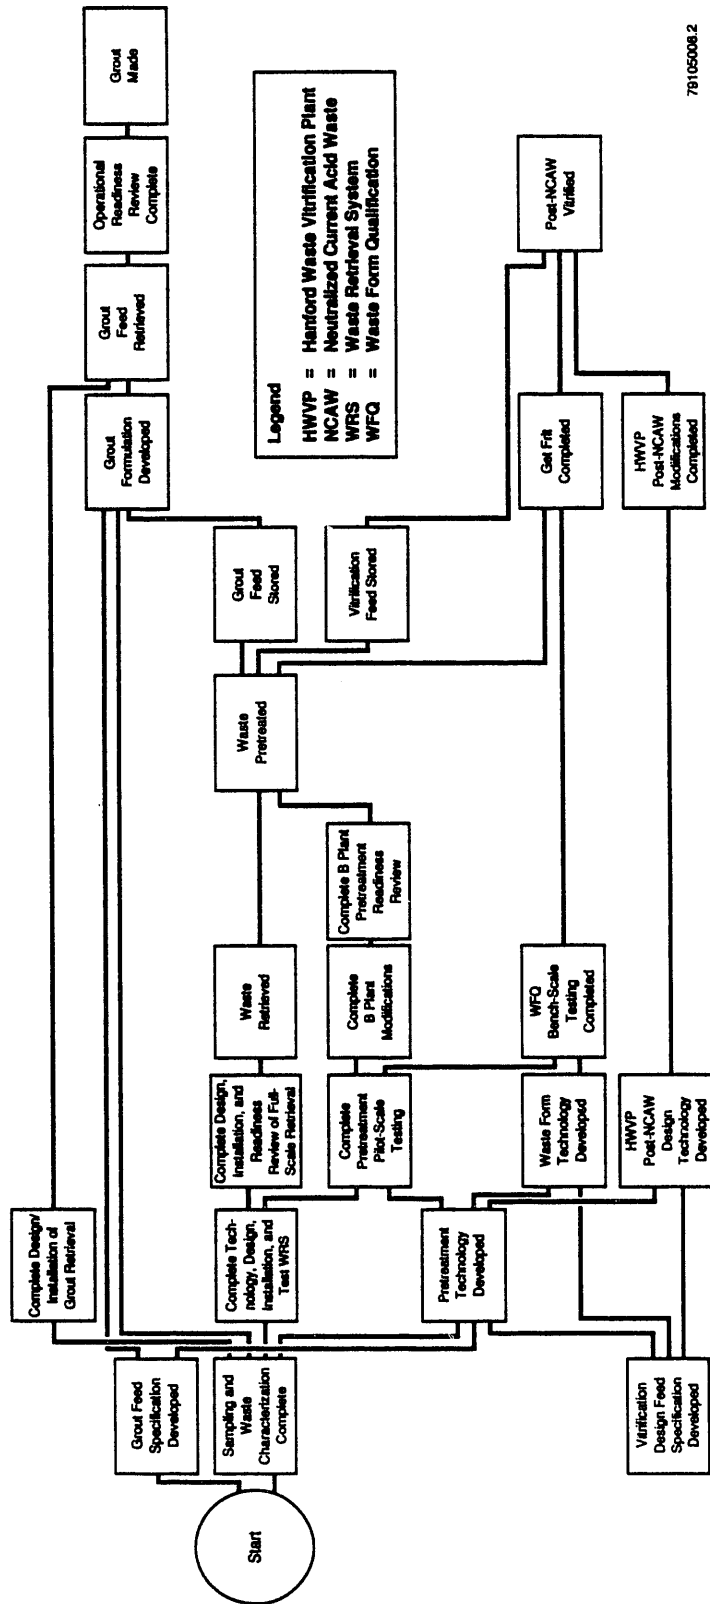 Start
Grout Feed
Specification
Developed
Sampling and
Waste
Characterization
Complete
Vitrification
Design Feed
Specification
Developed
Complete Design/
Installation of
Grout Retrieval
Complete Tech-
nology, Design,
Installation, and
Test WRS
Pretreatment
Technology
Developed
Complete Design,
Installation, and
Readiness
Review of Full-
Scale Retrieval
Complete
Pretreatment
Pilot-Scale
Testing
Waste Form
Technology
Developed
HWVP
Post-NCAW
Design
Technology
Developed
Waste
Retrieved
Complete
B Plant
Modifications
WFQ
Bench-Scale
Testing
Completed
Complete B Plant
Pretreatment
Readiness
Review
Waste
Pretreated
Grout
Feed
Stored
Vitrification
Feed Stored
Grout
Formulation
Developed
Get Frit
Completed
HWVP
Post-NCAW
Modifications
Completed
Grout
Feed
Retrieved
Operational
Readiness
Review
Complete
Grout
Made
Post-NCAW
Vitrified
Legend
HWVP = Hanford Waste Vitrification Plant
NCAW = Neutralized Current Acid Waste
WRS = Waste Retrieval System
WFQ = Waste Form Qualification
79105008.2